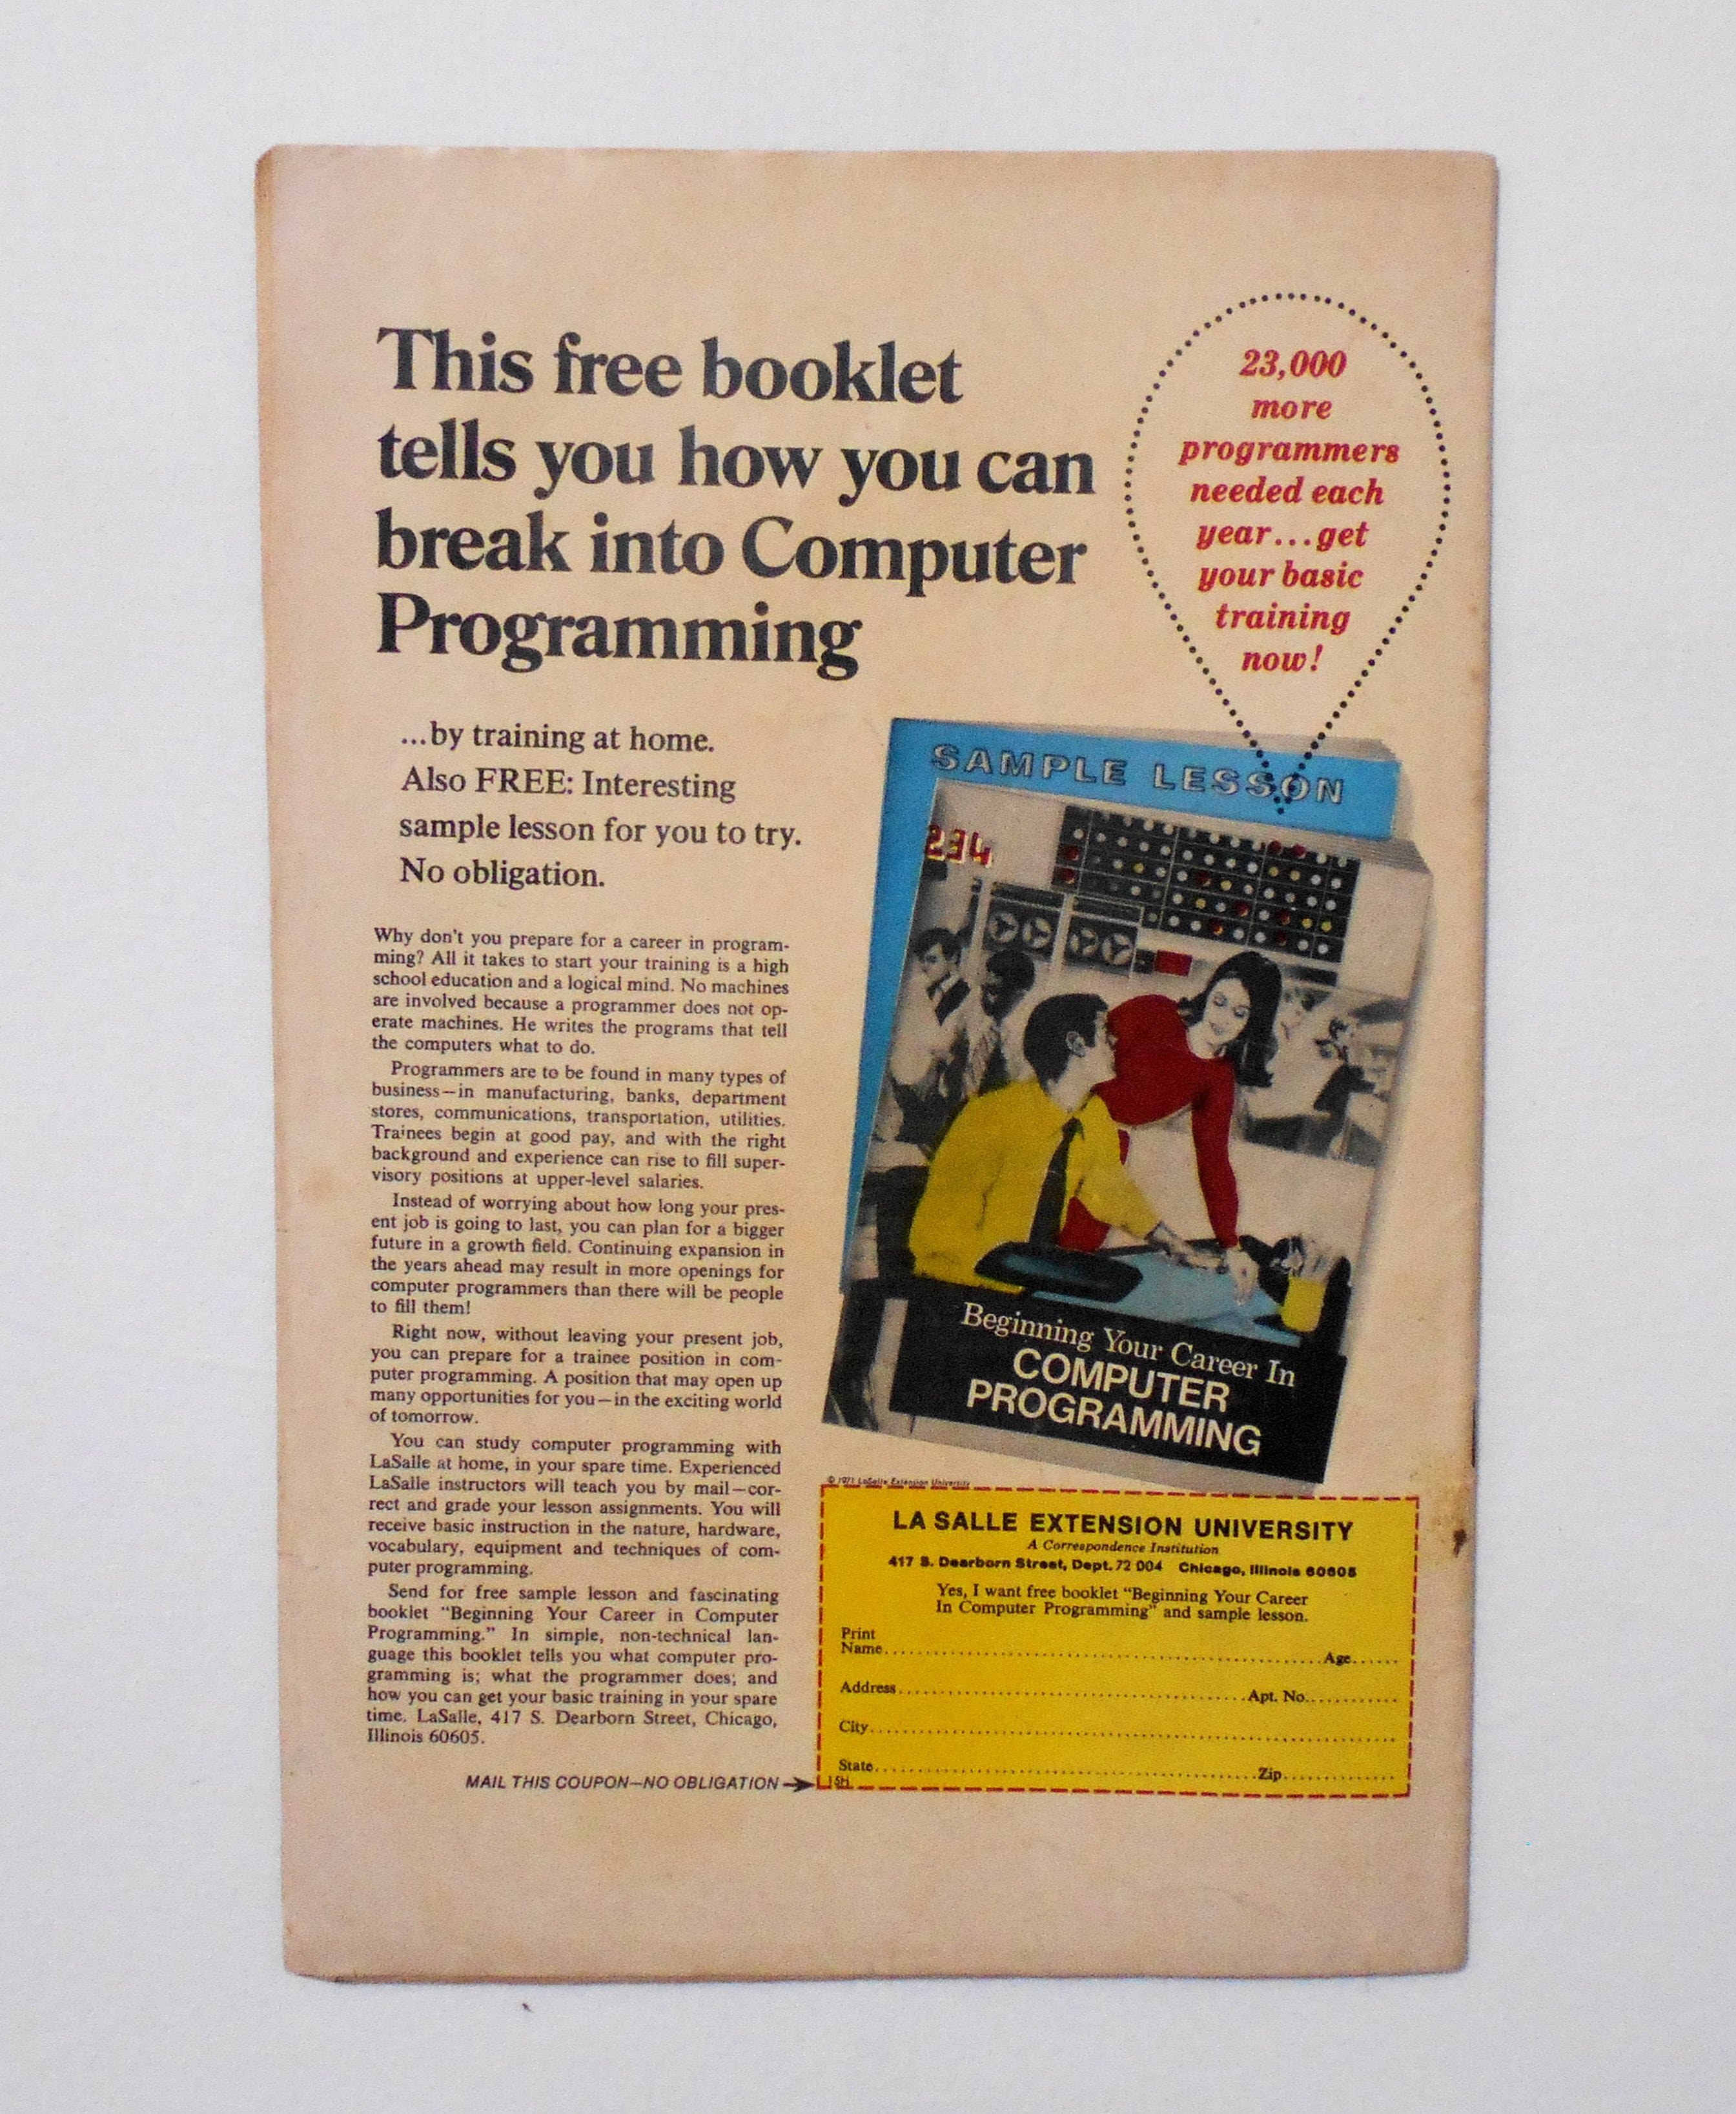 This free booklet
tells you how you can
break into Computer
Programming
23,000
more
programmers
needed each
year...get
your basic
training
now!
...by training at home.
Also FREE: Interesting
sample lesson for you to try.
No obligation.
Why don't you prepare for a career in program-
ming? All it takes to start your training is a high
school education and a logical mind. No machines
are involved because a programmer does not op-
erate machines. He writes the programs that tell
the computers what to do.
Programmers are to be found in many types of
business—in manufacturing, banks, department
stores, communications, transportation, utilities.
Trainees begin at good pay, and with the right
background and experience can rise to fill super-
visory positions at upper-level salaries.
Instead of worrying about how long your pres-
ent job is going to last, you can plan for a bigger
future in a growth field. Continuing expansion in
the years ahead may result in more openings for
computer programmers than there will be people
to fill them!
Right now, without leaving your present job,
you can prepare for a trainee position in com-
puter programming. A position that may open up
many opportunities for you—in the exciting world
of tomorrow.
You can study computer programming with
LaSalle at home, in your spare time. Experienced
LaSalle instructors will teach you by mail—cor-
rect and grade your lesson assignments. You will
receive basic instruction in the nature, hardware,
vocabulary, equipment and techniques of com-
puter programming.
Send for free sample lesson and fascinating
booklet "Beginning Your Career in Computer
Programming." In simple, non-technical lan-
guage this booklet tells you what computer pro-
gramming is; what the programmer does; and
how you can get your basic training in your spare
time. LaSalle, 417 S. Dearborn Street, Chicago,
Illinois 60605.
MAIL THIS COUPON—NO OBLIGATION
SAMPLE LESSON
234
Beginning Your Career In
COMPUTER
PROGRAMMING
© 1971 LaSalle Extension University
LA SALLE EXTENSION UNIVERSITY
A Correspondence Institution
417 S. Dearborn Street, Dept. 72 004 Chicago, Illinois 60605
Yes, I want free booklet "Beginning Your Career
In Computer Programming" and sample lesson.
Print
Name Age
Address Apt. No.
City
State Zip